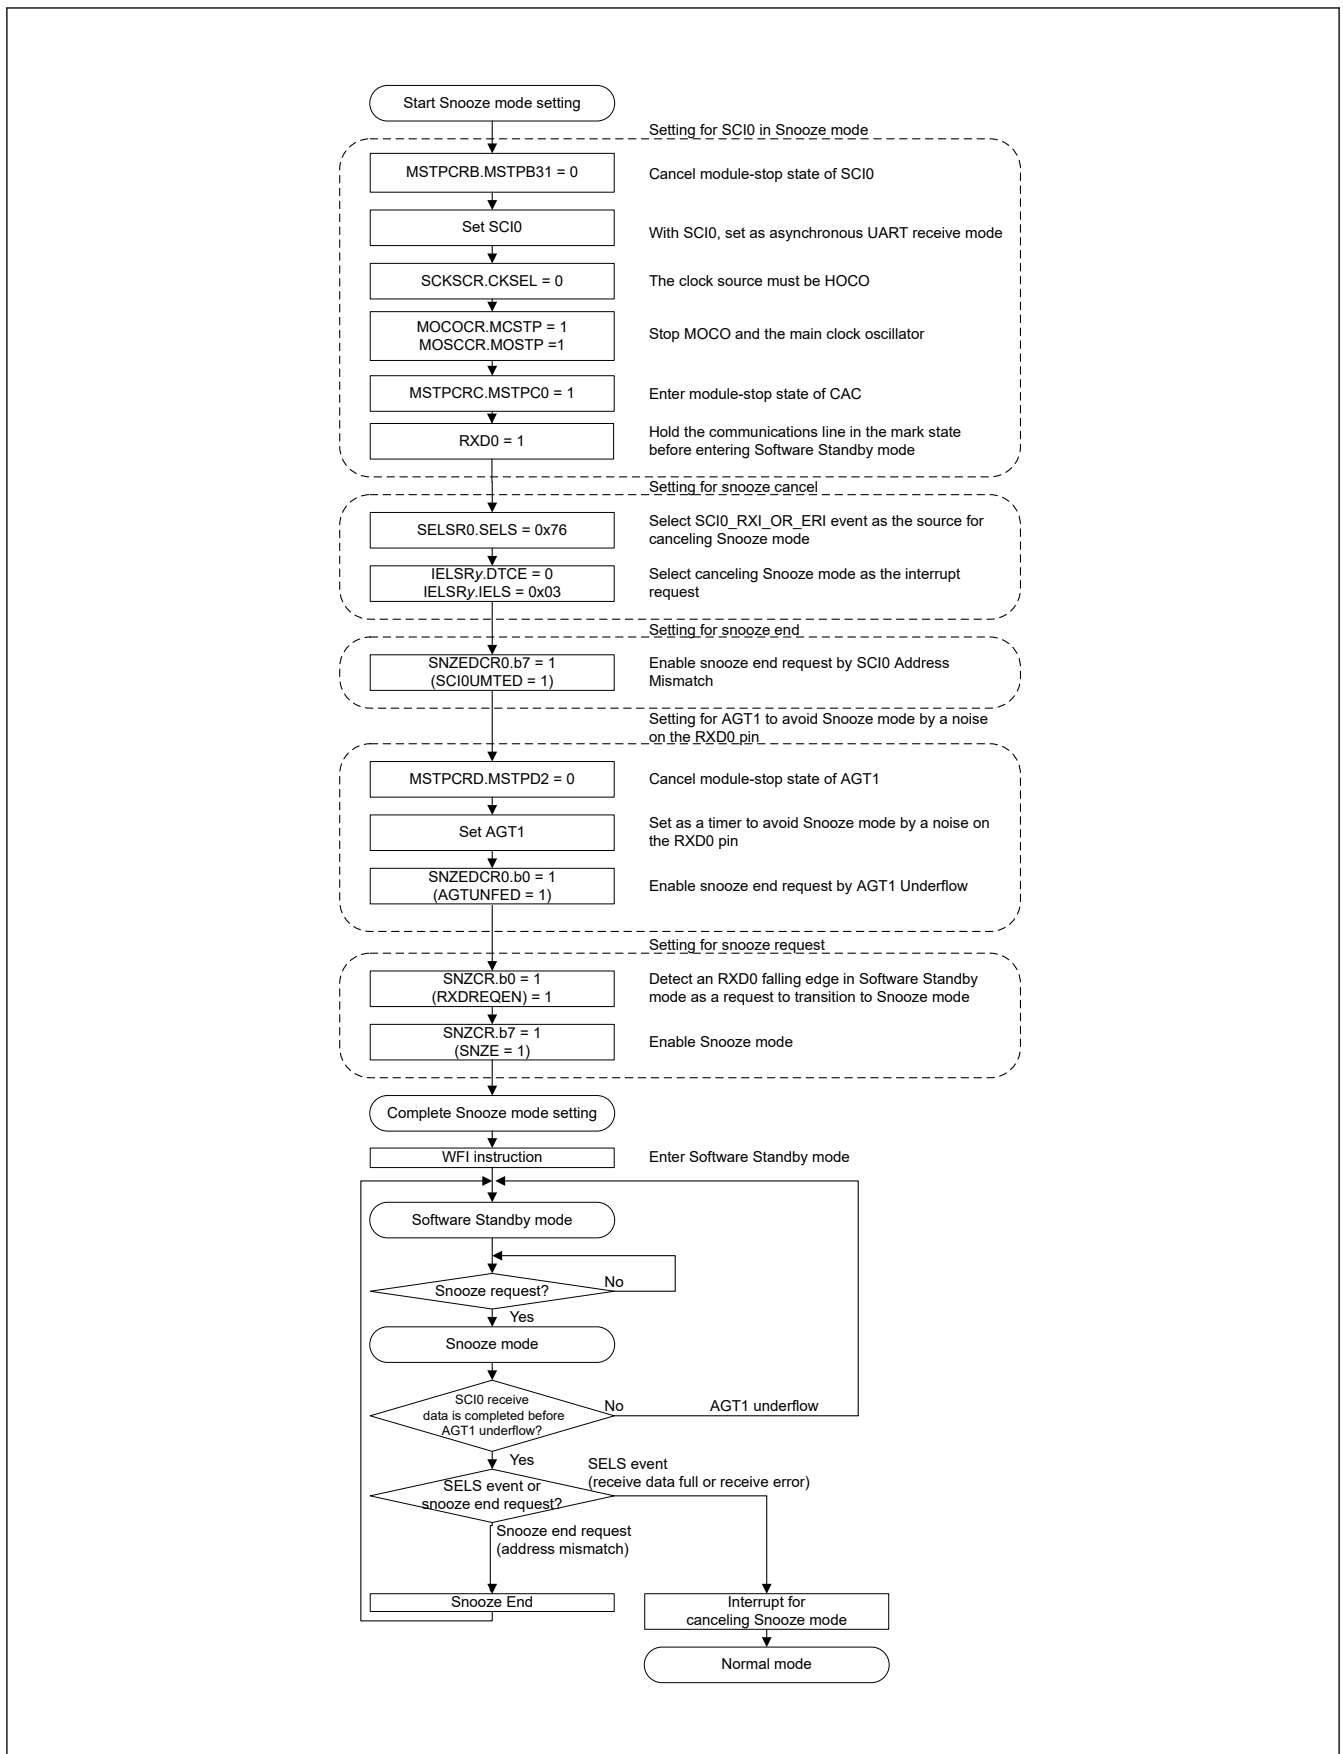 Start Snooze mode setting
Setting for SCI0 in Snooze mode
MSTPCRB.MSTPB31 = 0
Cancel module-stop state of SCI0
Set SCI0
With SCI0, set as asynchronous UART receive mode
SCKSCR.CKSEL = 0
The clock source must be HOCO
MOCOCR.MCSTP = 1
MOSCCR.MOSTP =1
Stop MOCO and the main clock oscillator
MSTPCRC.MSTPC0 = 1
Enter module-stop state of CAC
RXD0 = 1
Hold the communications line in the mark state
before entering Software Standby mode
Setting for snooze cancel
SELSR0.SELS = 0x76
Select SCI0_RXI_OR_ERI event as the source for
canceling Snooze mode
IELSRy.DTCE = 0
IELSRy.IELS = 0x03
Select canceling Snooze mode as the interrupt
request
Setting for snooze end
SNZEDCR0.b7 = 1
(SCI0UMTED = 1)
Enable snooze end request by SCI0 Address
Mismatch
Setting for AGT1 to avoid Snooze mode by a noise
on the RXD0 pin
MSTPCRD.MSTPD2 = 0
Cancel module-stop state of AGT1
Set AGT1
Set as a timer to avoid Snooze mode by a noise on
the RXD0 pin
SNZEDCR0.b0 = 1
(AGTUNFED = 1)
Enable snooze end request by AGT1 Underflow
Setting for snooze request
SNZCR.b0 = 1
(RXDREQEN) = 1
Detect an RXD0 falling edge in Software Standby
mode as a request to transition to Snooze mode
SNZCR.b7 = 1
(SNZE = 1)
Enable Snooze mode
Complete Snooze mode setting
WFI instruction
Enter Software Standby mode
Software Standby mode
Snooze request?
No
Yes
Snooze mode
SCI0 receive
data is completed before
AGT1 underflow?
No
AGT1 underflow
Yes
SELS event or
snooze end request?
SELS event
(receive data full or receive error)
Snooze end request
(address mismatch)
Snooze End
Interrupt for
canceling Snooze mode
Normal mode